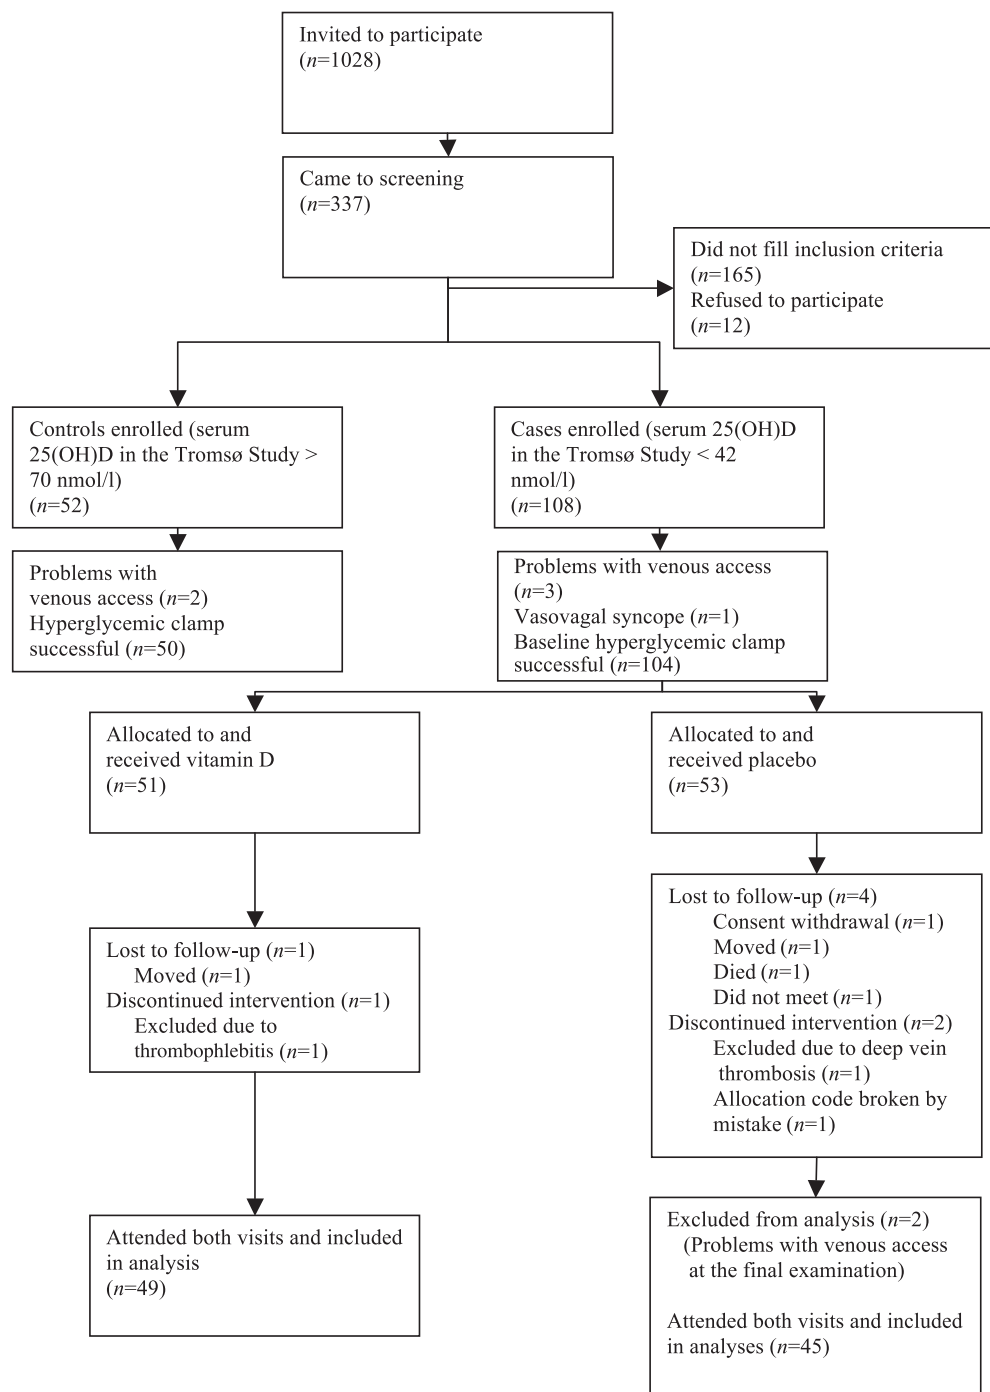 Invited to participate
(n=1028)
Came to screening
(n=337)
Did not fill inclusion criteria
(n=165)
Refused to participate
(n=12)
Controls enrolled (serum
25(OH)D in the Tromsø Study >
70 nmol/l)
(n=52)
Cases enrolled (serum 25(OH)D
in the Tromsø Study < 42
nmol/l)
(n=108)
Problems with
venous access (n=2)
Hyperglycemic clamp
successful (n=50)
Problems with venous access
(n=3)
Vasovagal syncope (n=1)
Baseline hyperglycemic clamp
successful (n=104)
Allocated to and
received vitamin D
(n=51)
Allocated to and
received placebo
(n=53)
Lost to follow-up (n=1)
Moved (n=1)
Discontinued intervention (n=1)
Excluded due to
thrombophlebitis (n=1)
Lost to follow-up (n=4)
Consent withdrawal (n=1)
Moved (n=1)
Died (n=1)
Did not meet (n=1)
Discontinued intervention (n=2)
Excluded due to deep vein
thrombosis (n=1)
Allocation code broken by
mistake (n=1)
Attended both visits and included
in analysis
(n=49)
Excluded from analysis (n=2)
(Problems with venous access
at the final examination)
Attended both visits and included
in analyses (n=45)